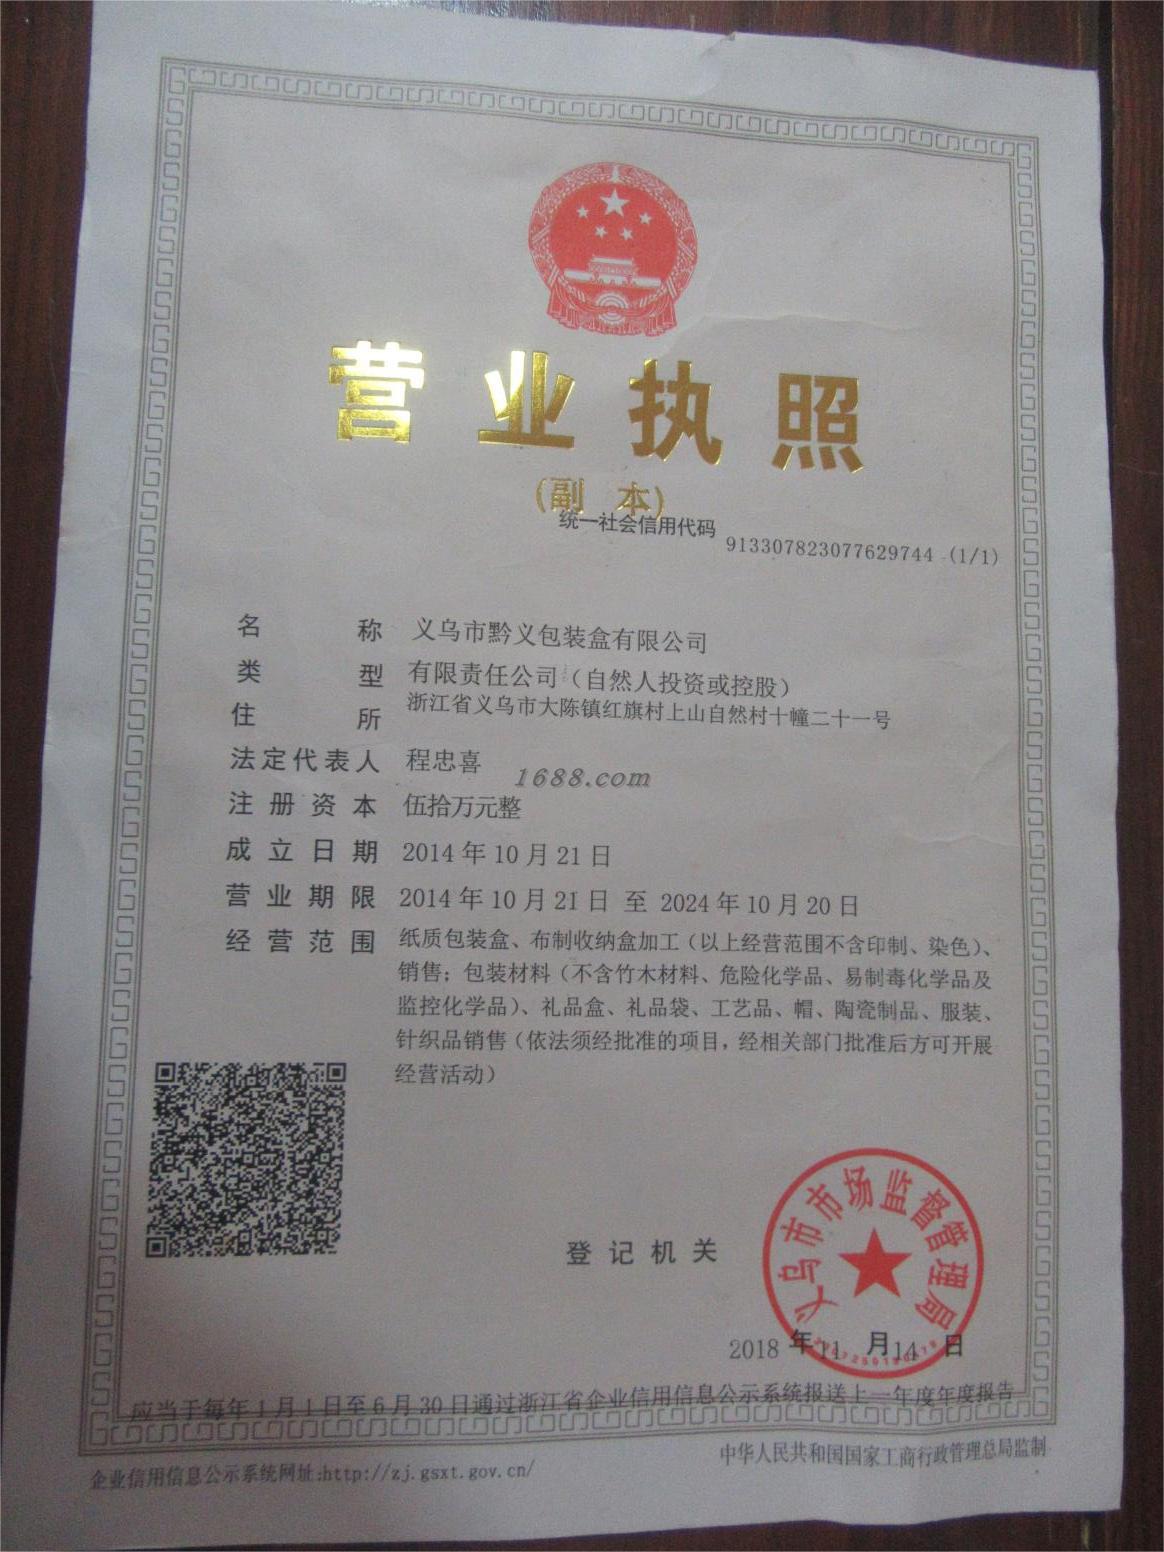 营业执照
(副 本)
统一社会信用代码
913307823077629744 (1/1)
名称 义乌市黔义包装盒有限公司
类型 有限责任公司（自然人投资或控股）
住所 浙江省义乌市大陈镇红旗村上山自然村十幢二十一号
法定代表人 程忠喜
1688.com
注册资本 伍拾万元整
成立日期 2014年10月21日
营业期限 2014年10月21日 至 2024年10月20日
经营范围 纸质包装盒、布制收纳盒加工（以上经营范围不含印制、染色）、
销售；包装材料（不含竹木材料、危险化学品、易制毒化学品及
监控化学品）、礼品盒、礼品袋、工艺品、帽、陶瓷制品、服装、
针织品销售（依法须经批准的项目，经相关部门批准后方可开展
经营活动）
义乌市市场监督管理局
登记机关
2018年11月14日
应当于每年1月1日至6月30日通过浙江省企业信用信息公示系统报送上一年度年度报告
企业信用信息公示系统网址:http://zj.gsxt.gov.cn/
中华人民共和国国家工商行政管理总局监制